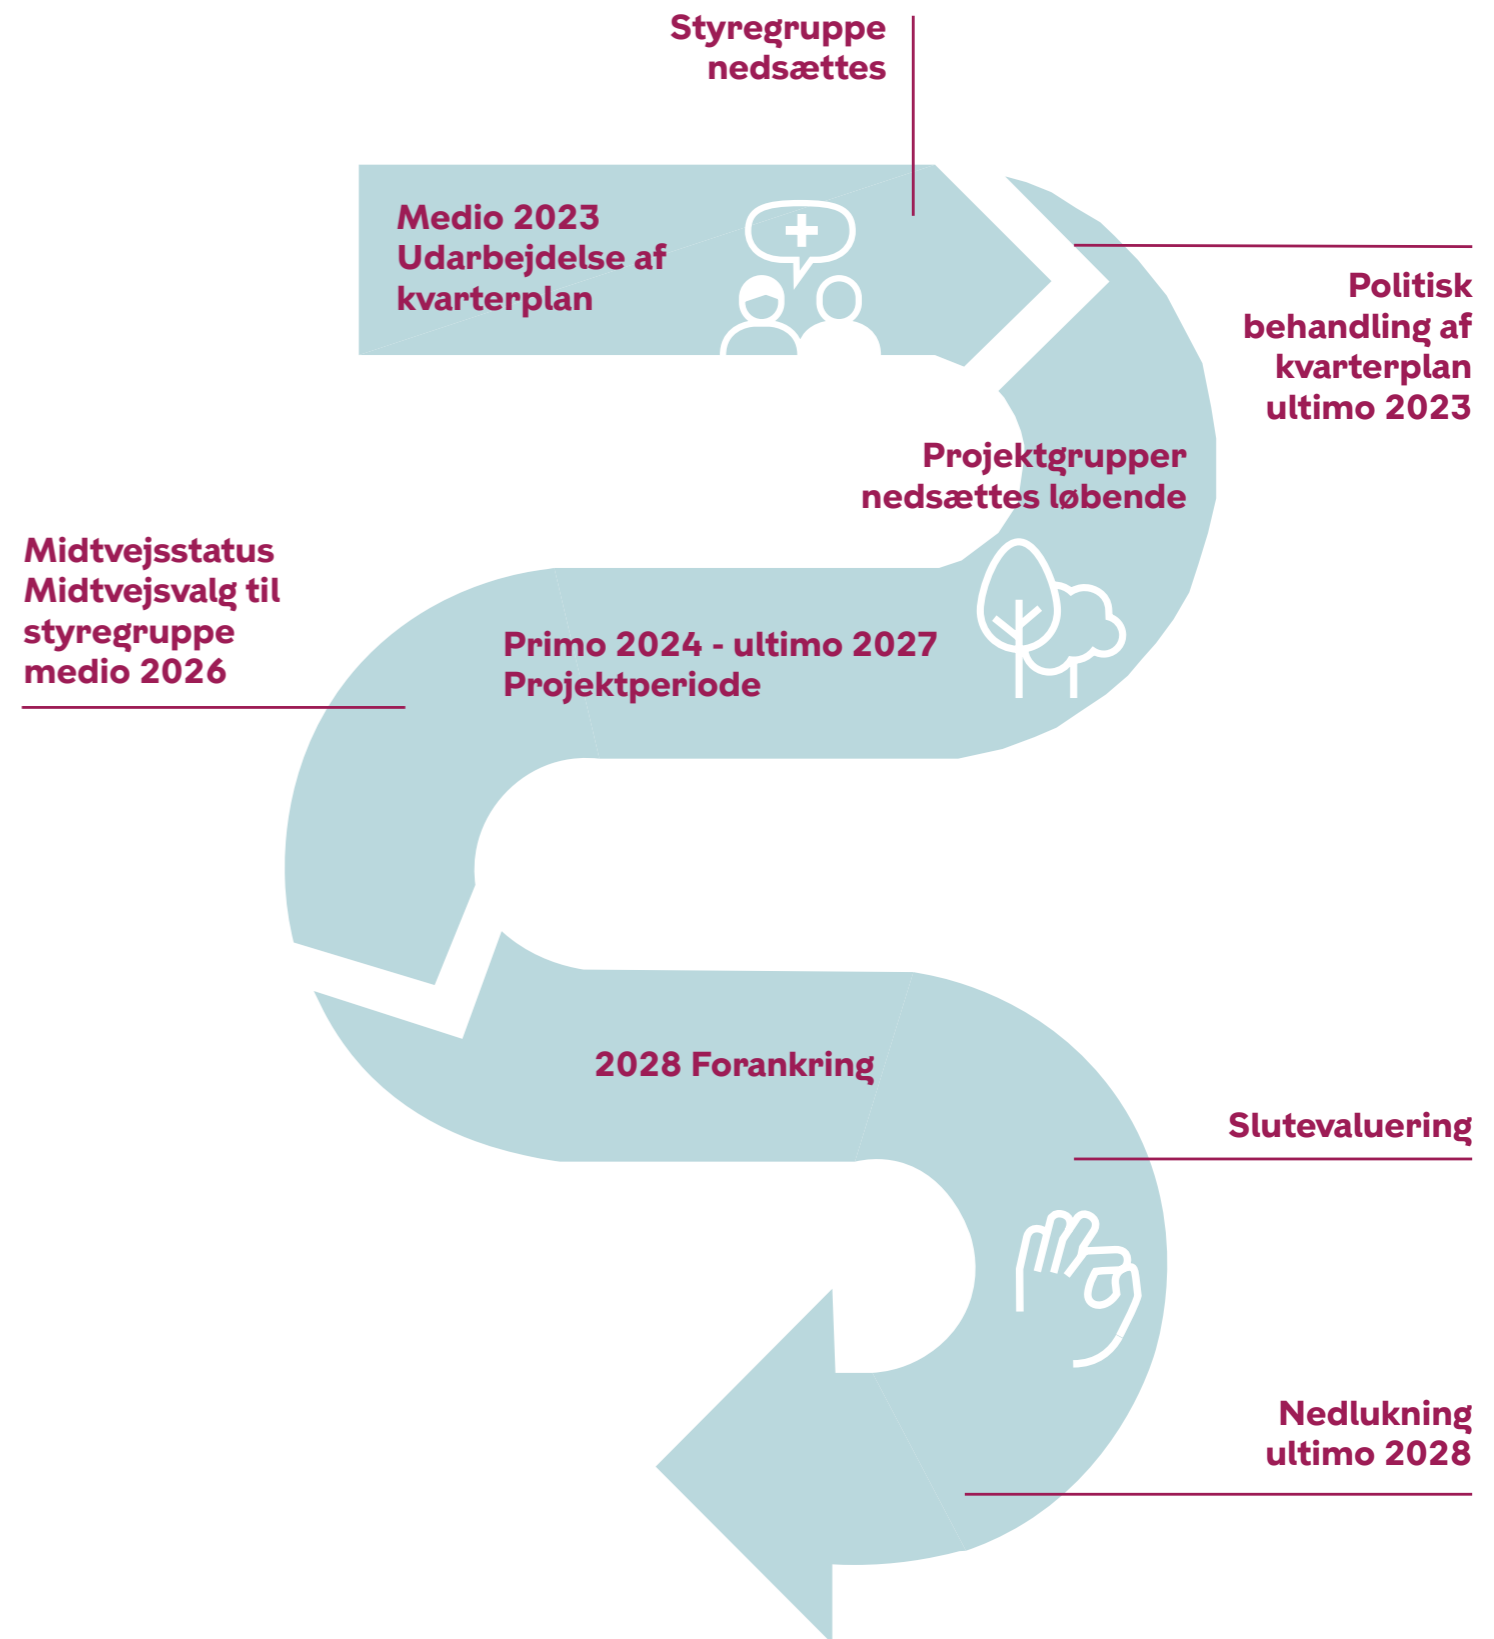 Styregruppe
nedsættes
Medio 2023
Udarbejdelse af
kvarterplan
Politisk
behandling af
kvarterplan
ultimo 2023
Projektgrupper
nedsættes løbende
Midtvejsstatus
Midtvejsvalg til
styregruppe
medio 2026
Primo 2024 - ultimo 2027
Projektperiode
2028 Forankring
Slutevaluering
Nedlukning
ultimo 2028